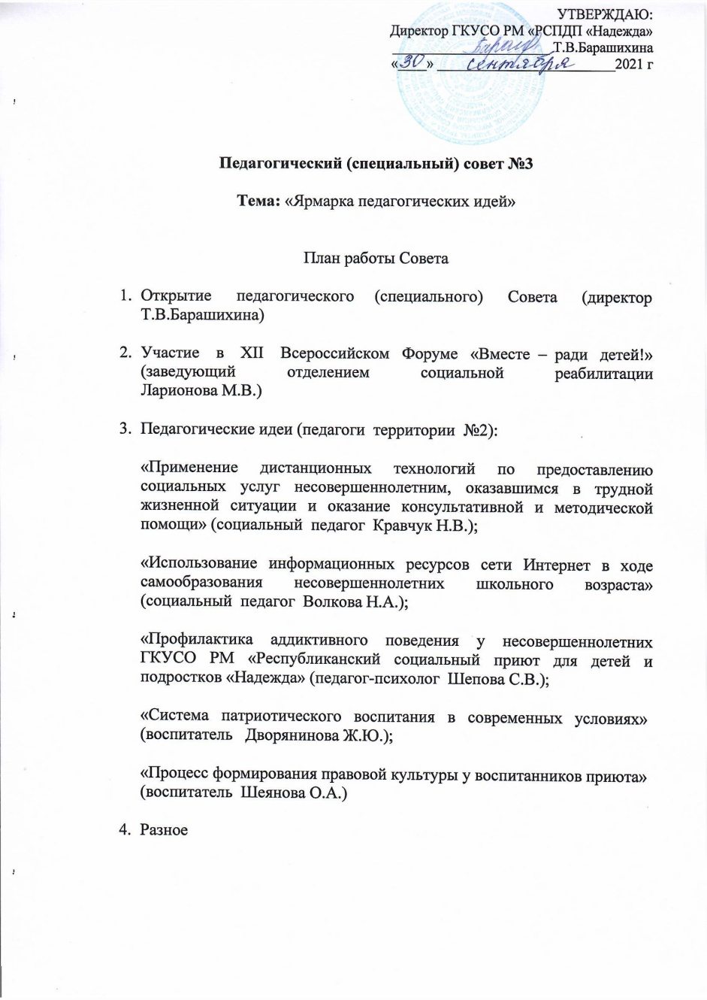 УТВЕРЖДАЮ:
Директор ГКУСО РМ «РСПДП «Надежда»
Т.В.Барашихина
«30» сентября 2021 г
Педагогический (специальный) совет №3
Тема: «Ярмарка педагогических идей»
План работы Совета
1. Открытие педагогического (специального) Совета (директор
Т.В.Барашихина)
2. Участие в XII Всероссийском Форуме «Вместе – ради детей!»
(заведующий отделением социальной реабилитации
Ларионова М.В.)
3. Педагогические идеи (педагоги территории №2):
«Применение дистанционных технологий по предоставлению
социальных услуг несовершеннолетним, оказавшимся в трудной
жизненной ситуации и оказание консультативной и методической
помощи» (социальный педагог Кравчук Н.В.);
«Использование информационных ресурсов сети Интернет в ходе
самообразования несовершеннолетних школьного возраста»
(социальный педагог Волкова Н.А.);
«Профилактика аддиктивного поведения у несовершеннолетних
ГКУСО РМ «Республиканский социальный приют для детей и
подростков «Надежда» (педагог-психолог Шепова С.В.);
«Система патриотического воспитания в современных условиях»
(воспитатель Дворянинова Ж.Ю.);
«Процесс формирования правовой культуры у воспитанников приюта»
(воспитатель Шеянова О.А.)
4. Разное